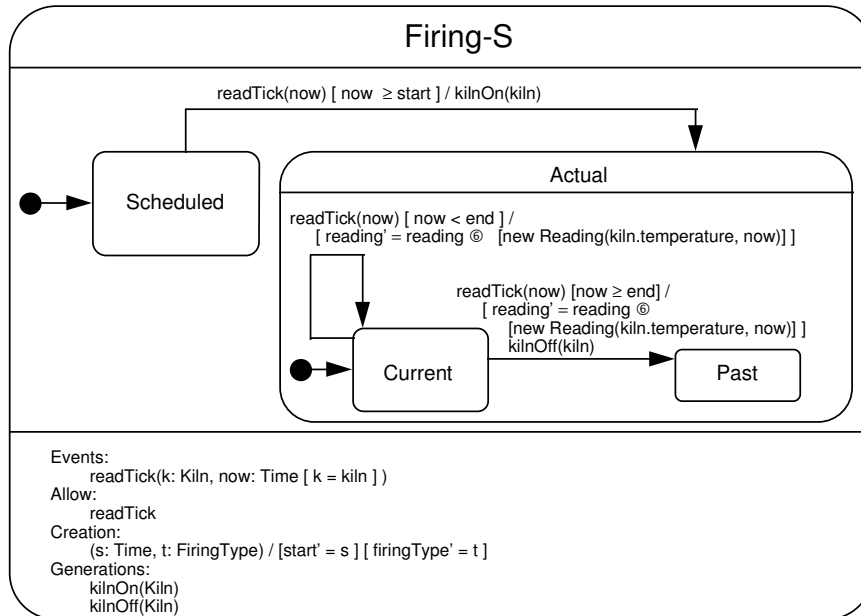 Firing-S
readTick(now) [ now ≥ start ] / kilnOn(kiln)
Scheduled
Actual
readTick(now) [ now < end ] /
[ reading' = reading ⑥ [new Reading(kiln.temperature, now)] ]
readTick(now) [now ≥ end] /
[ reading' = reading ⑥
[new Reading(kiln.temperature, now)] ]
kilnOff(kiln)
Current
Past
Events:
readTick(k: Kiln, now: Time [ k = kiln ] )
Allow:
readTick
Creation:
(s: Time, t: FiringType) / [start' = s ] [ firingType' = t ]
Generations:
kilnOn(Kiln)
kilnOff(Kiln)